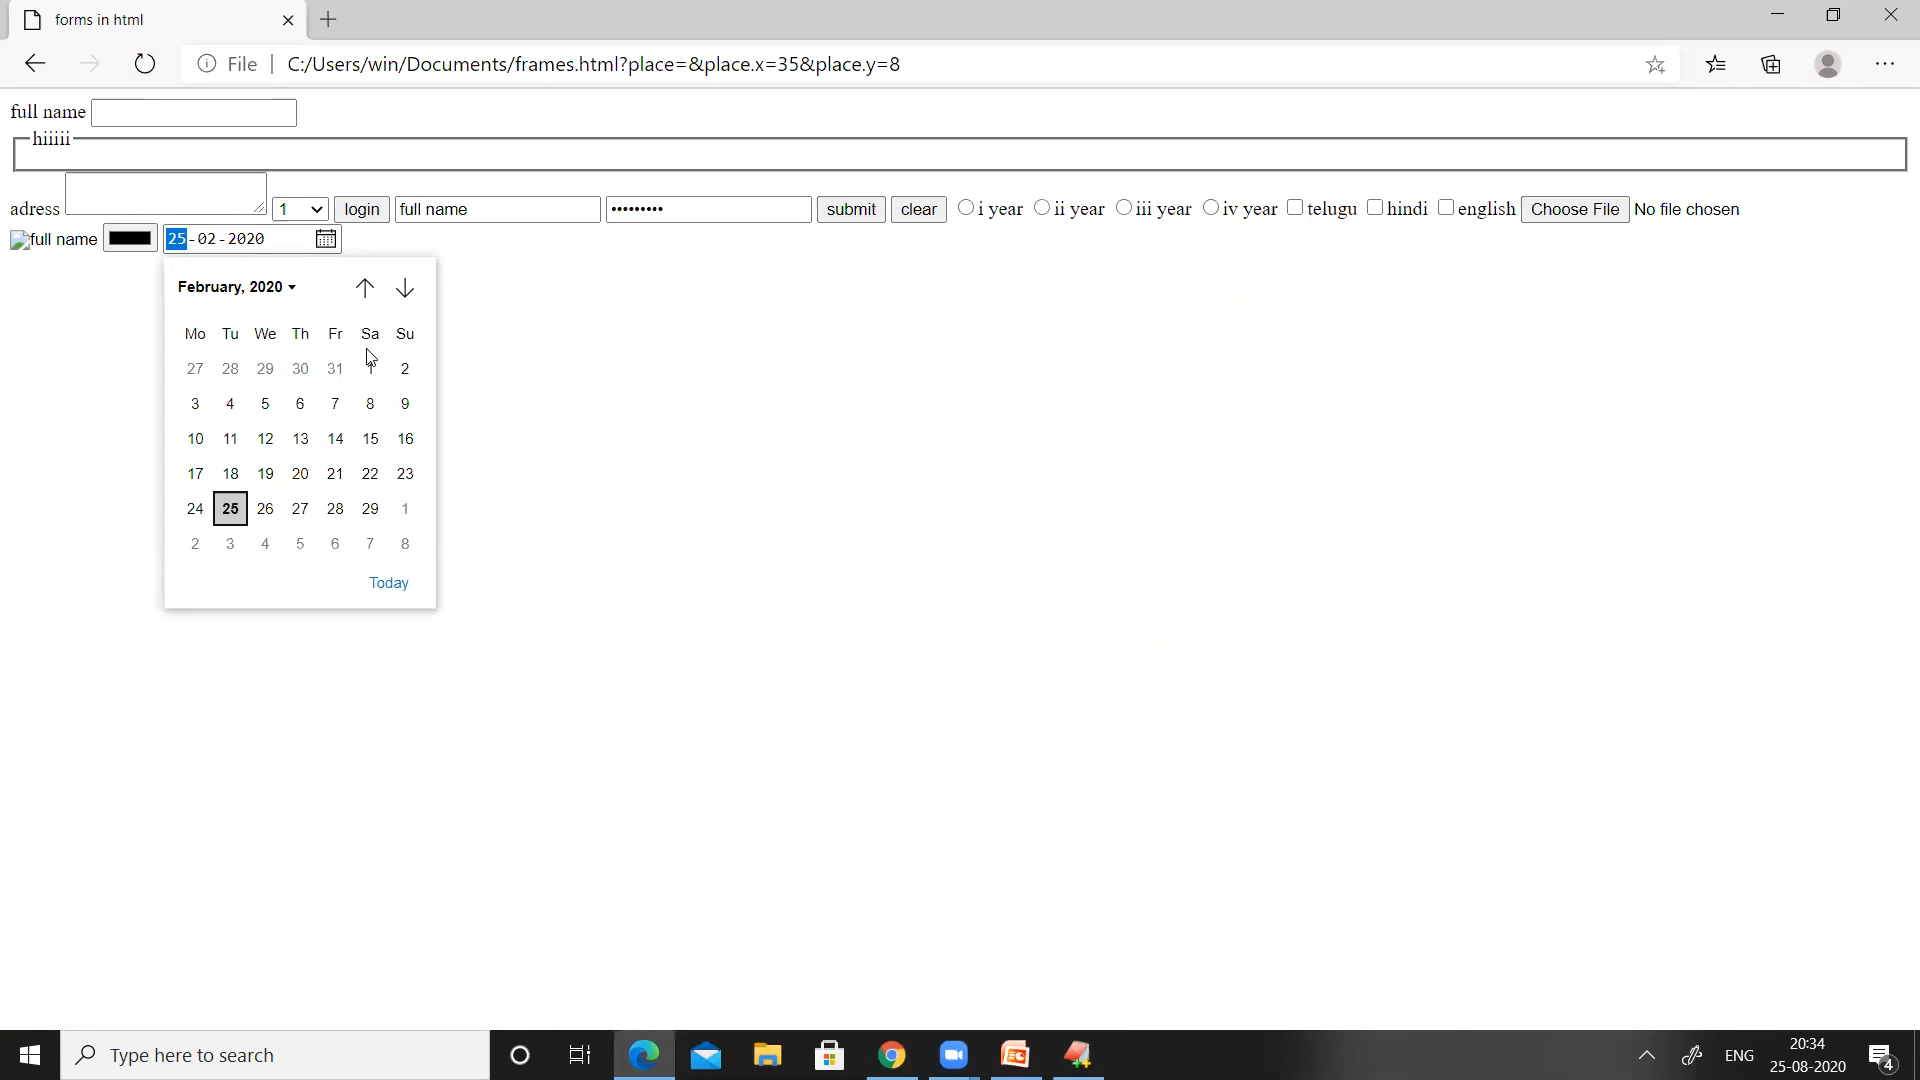 forms in html
File
C:/Users/win/Documents/frames.html?place=&place.x=35&place.y=8
full name
hiiiii
adress 1 login full name ••••••••• submit clear i year ii year iii year iv year telugu hindi english Choose File No file chosen
full name 25-02-2020
February, 2020
Mo Tu We Th Fr Sa Su
27 28 29 30 31 1 2
3 4 5 6 7 8 9
10 11 12 13 14 15 16
17 18 19 20 21 22 23
24 25 26 27 28 29 1
2 3 4 5 6 7 8
Today
Type here to search
ENG
20:34
25-08-2020
4